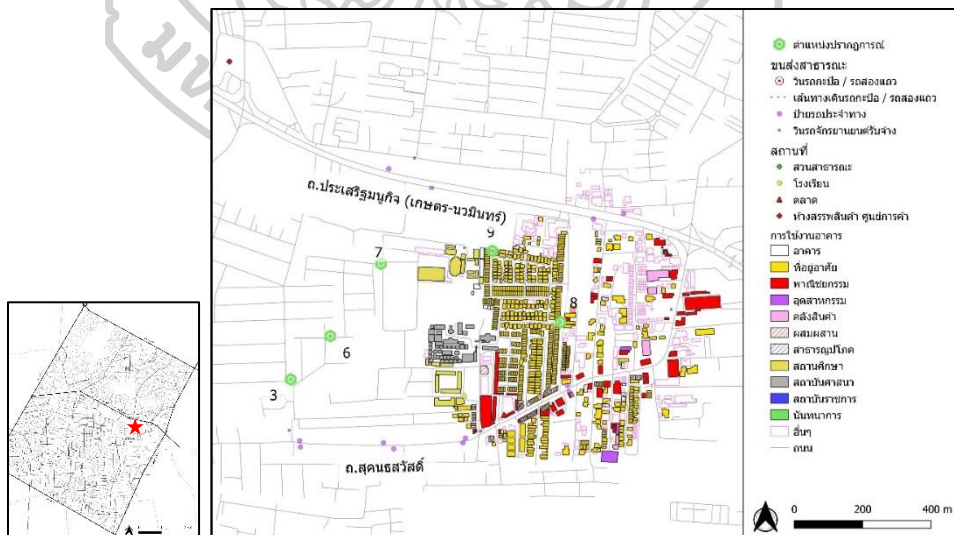 ถ.ประเสริฐมนูกิจ (เกษตร-นวมินทร์)
9
7
8
6
3
ถ.สุคนธสวัสดิ์
ตำแหน่งปรากฏการณ์
ขนส่งสาธารณะ
วินรถกะป๊อ / รถสองแถว
เส้นทางเดินรถกะป๊อ / รถสองแถว
ป้ายรถประจำทาง
วินรถจักรยานยนต์รับจ้าง
สถานที่
สวนสาธารณะ
โรงเรียน
ตลาด
ห้างสรรพสินค้า ศูนย์การค้า
การใช้งานอาคาร
อาคาร
ที่อยู่อาศัย
พาณิชยกรรม
อุตสาหกรรม
คลังสินค้า
ผสมผสาน
สาธารณูปโภค
สถานศึกษา
สถาบันศาสนา
สถาบันราชการ
นันทนาการ
อื่นๆ
ถนน
0 200 400 m